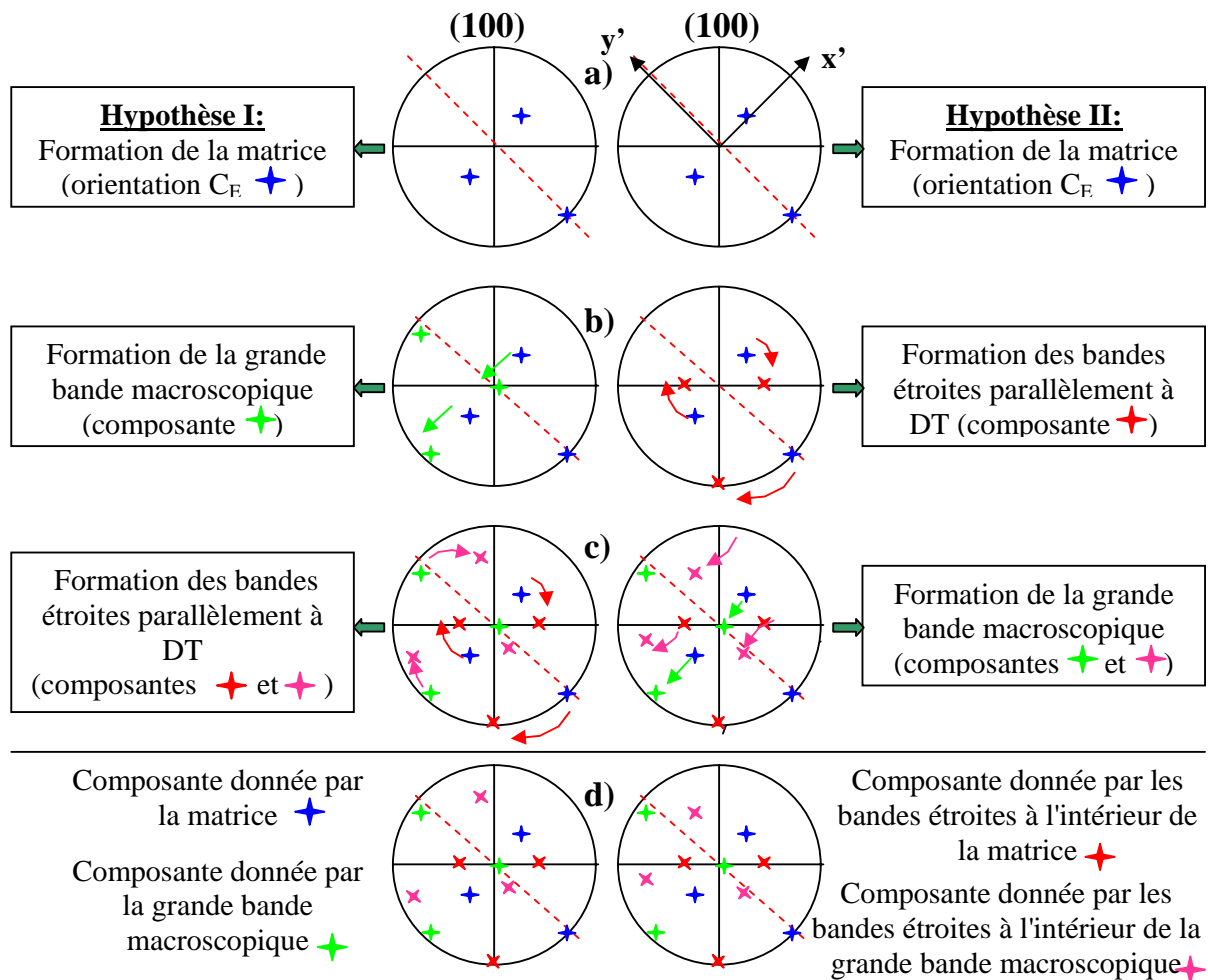 (100)
(100)
y’
x’
a)
Hypothèse I:
Formation de la matrice
(orientation CE )
Hypothèse II:
Formation de la matrice
(orientation CE )
b)
Formation de la grande
bande macroscopique
(composante )
Formation des bandes
étroites parallèlement à
DT (composante )
c)
Formation des bandes
étroites parallèlement à
DT
(composantes et )
Formation de la grande
bande macroscopique
(composantes et )
d)
Composante donnée par
la matrice
Composante donnée par
la grande bande
macroscopique
Composante donnée par les
bandes étroites à l'intérieur de
la matrice
Composante donnée par les
bandes étroites à l'intérieur de la
grande bande macroscopique